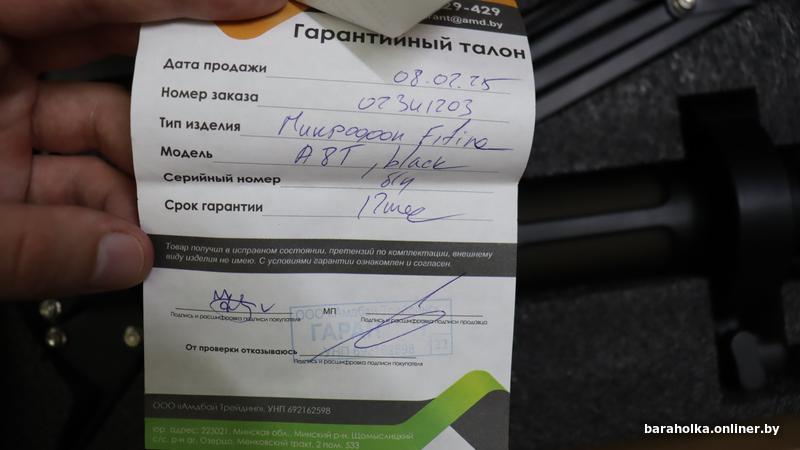 29-429
rant@amd.by
Гарантийный талон
Дата продажи 08.02.25
Номер заказа
Тип изделия Микрофон Fifine
Модель A8T, black
Серийный номер б/н
Срок гарантии 12мес
Товар получил в исправном состоянии, претензий по комплектации, внешнему
виду изделия не имею. С условиями гарантии ознакомлен и согласен.
МП
Подпись и расшифровка подписи покупателя
Подпись и расшифровка подписи продавца
От проверки отказываюсь
Подпись и расшифровка подписи покупателя
ООО «Амдбай Трейдинг», УНП 692162598
юр. адрес: 223021, Минская обл., Минский р-н, Щомыслицкий
с/с, р-н аг. Озерцо, Менковский тракт, 2 пом. 533
baraholka.onliner.by